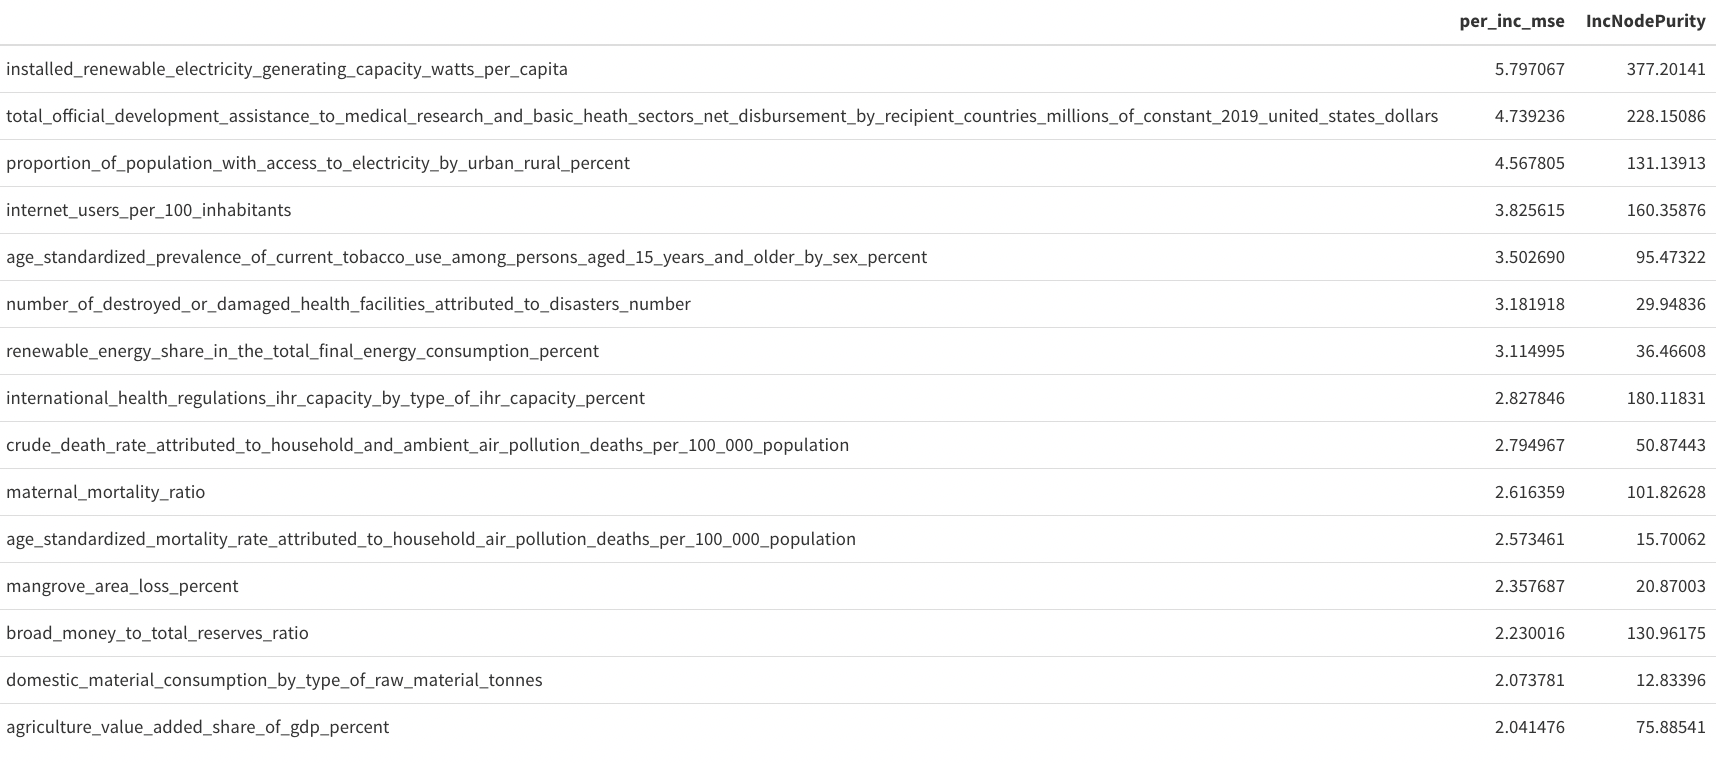 per_inc_mse IncNodePurity
installed_renewable_electricity_generating_capacity_watts_per_capita 5.797067 377.20141
total_official_development_assistance_to_medical_research_and_basic_heath_sectors_net_disbursement_by_recipient_countries_millions_of_constant_2019_united_states_dollars 4.739236 228.15086
proportion_of_population_with_access_to_electricity_by_urban_rural_percent 4.567805 131.13913
internet_users_per_100_inhabitants 3.825615 160.35876
age_standardized_prevalence_of_current_tobacco_use_among_persons_aged_15_years_and_older_by_sex_percent 3.502690 95.47322
number_of_destroyed_or_damaged_health_facilities_attributed_to_disasters_number 3.181918 29.94836
renewable_energy_share_in_the_total_final_energy_consumption_percent 3.114995 36.46608
international_health_regulations_ihr_capacity_by_type_of_ihr_capacity_percent 2.827846 180.11831
crude_death_rate_attributed_to_household_and_ambient_air_pollution_deaths_per_100_000_population 2.794967 50.87443
maternal_mortality_ratio 2.616359 101.82628
age_standardized_mortality_rate_attributed_to_household_air_pollution_deaths_per_100_000_population 2.573461 15.70062
mangrove_area_loss_percent 2.357687 20.87003
broad_money_to_total_reserves_ratio 2.230016 130.96175
domestic_material_consumption_by_type_of_raw_material_tonnes 2.073781 12.83396
agriculture_value_added_share_of_gdp_percent 2.041476 75.88541